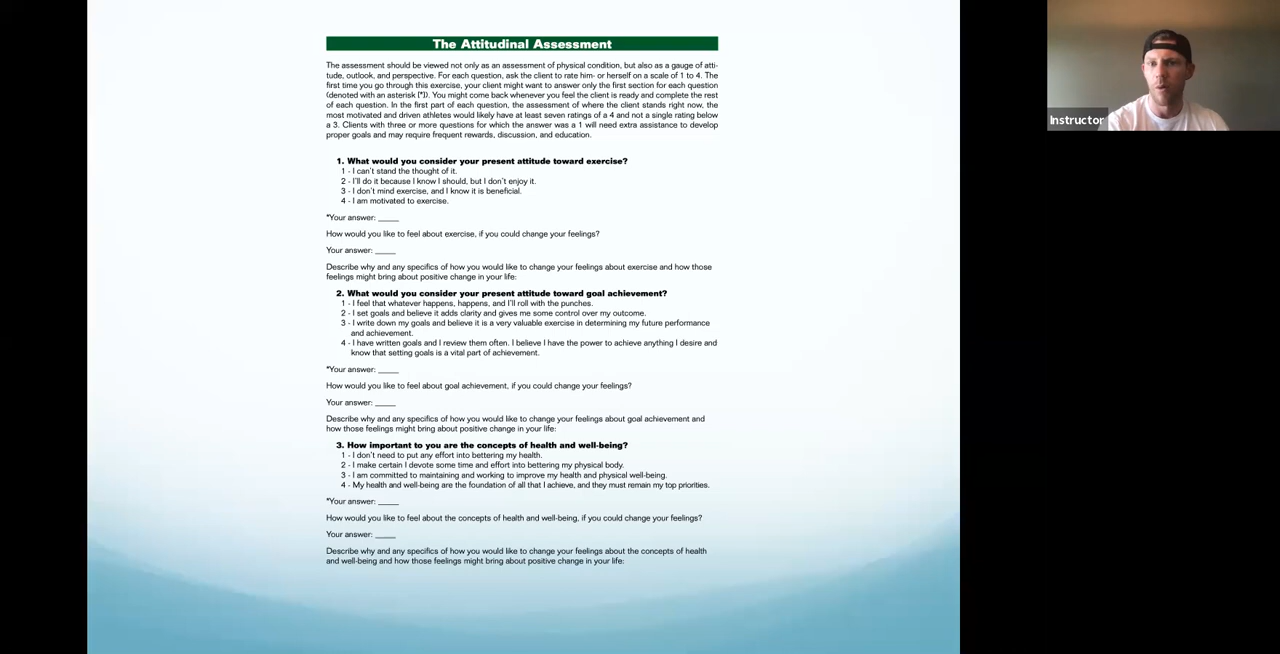 The Attitudinal Assessment
The assessment should be viewed not only as an assessment of physical condition, but also as a gauge of atti-
tude, outlook, and perspective. For each question, ask the client to rate him- or herself on a scale of 1 to 4. The
first time you go through this exercise, your client might want to answer only the first section for each question
(denoted with an asterisk [*]). You might come back whenever you feel the client is ready and complete the rest
of each question. In the first part of each question, the assessment of where the client stands right now, the
most motivated and driven athletes would likely have at least seven ratings of a 4 and not a single rating below
a 3. Clients with three or more questions for which the answer was a 1 will need extra assistance to develop
proper goals and may require frequent rewards, discussion, and education.
1. What would you consider your present attitude toward exercise?
1 - I can't stand the thought of it.
2 - I'll do it because I know I should, but I don't enjoy it.
3 - I don't mind exercise, and I know it is beneficial.
4 - I am motivated to exercise.
*Your answer: _____
How would you like to feel about exercise, if you could change your feelings?
Your answer: _____
Describe why and any specifics of how you would like to change your feelings about exercise and how those
feelings might bring about positive change in your life:
2. What would you consider your present attitude toward goal achievement?
1 - I feel that whatever happens, happens, and I'll roll with the punches.
2 - I set goals and believe it adds clarity and gives me some control over my outcome.
3 - I write down my goals and believe it is a very valuable exercise in determining my future performance
and achievement.
4 - I have written goals and I review them often. I believe I have the power to achieve anything I desire and
know that setting goals is a vital part of achievement.
*Your answer: _____
How would you like to feel about goal achievement, if you could change your feelings?
Your answer: _____
Describe why and any specifics of how you would like to change your feelings about goal achievement and
how those feelings might bring about positive change in your life:
3. How important to you are the concepts of health and well-being?
1 - I don't need to put any effort into bettering my health.
2 - I make certain I devote some time and effort into bettering my physical body.
3 - I am committed to maintaining and working to improve my health and physical well-being.
4 - My health and well-being are the foundation of all that I achieve, and they must remain my top priorities.
*Your answer: _____
How would you like to feel about the concepts of health and well-being, if you could change your feelings?
Your answer: _____
Describe why and any specifics of how you would like to change your feelings about the concepts of health
and well-being and how those feelings might bring about positive change in your life:
Instructor